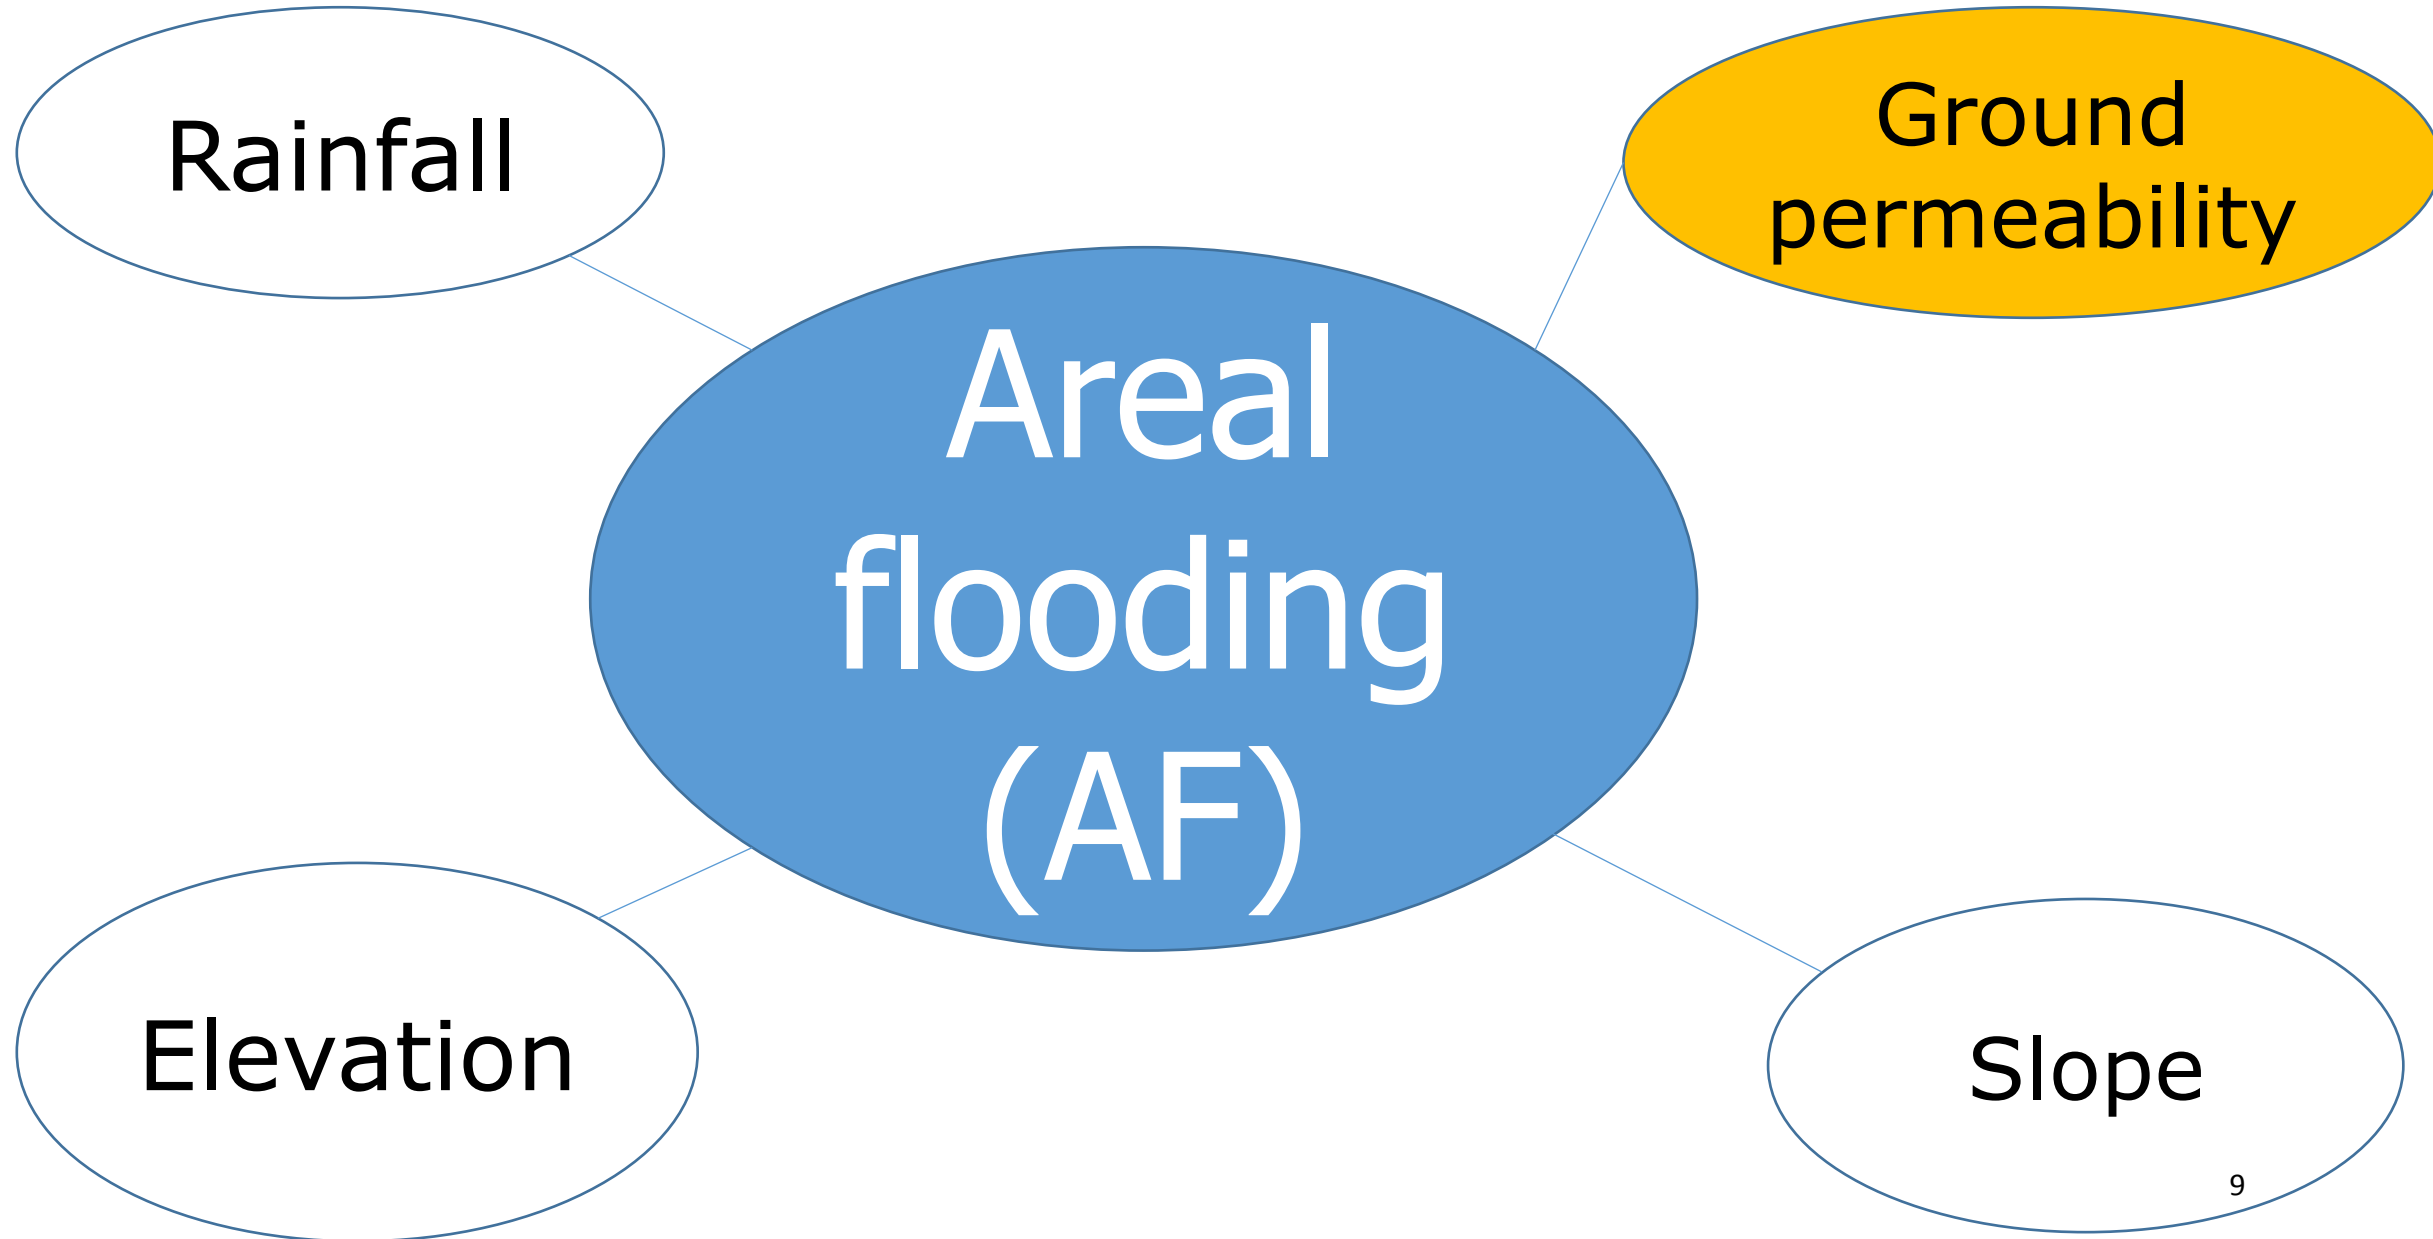 Rainfall
Ground
permeability
Areal
flooding
(AF)
Elevation
Slope
9